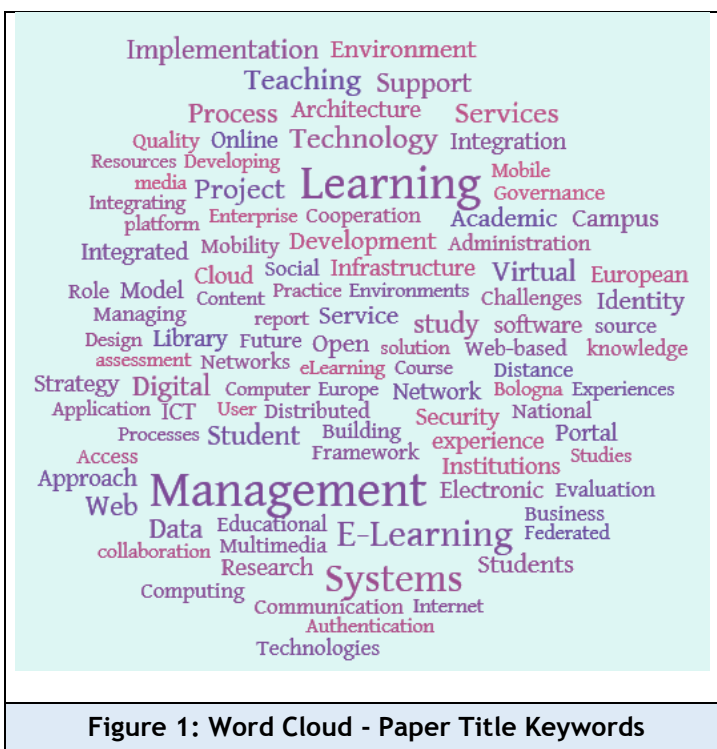 Implementation Environment
Teaching Support
Process Architecture Services
Quality Online Technology Integration
Resources Developing
media Project Learning Mobile
Integrating Governance
platform Enterprise Cooperation Academic Campus
Integrated Mobility Development Administration
Cloud Social Infrastructure Virtual European
Role Model Content Practice Environments Challenges Identity
Managing report Service study software source
Design Library Future Open solution Web-based knowledge
assessment Networks eLearning Course Distance
Strategy Digital Computer Europe Network Bologna Experiences
Application ICT User Distributed Security National
Processes Student Building experience Portal
Access Framework Institutions Studies
Approach Management Electronic Evaluation
Web Business
Data Educational E-Learning Federated
collaboration Multimedia
Research Systems Students
Computing
Communication Internet
Authentication
Technologies
Figure 1: Word Cloud - Paper Title Keywords